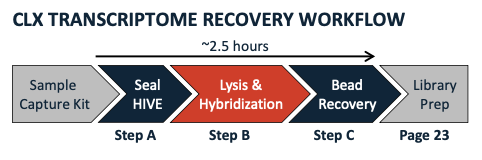 CLX TRANSCRIPTOME RECOVERY WORKFLOW
~2.5 hours
Sample
Capture Kit
Seal
HIVE
Lysis &
Hybridization
Bead
Recovery
Library
Prep
Step A
Step B
Step C
Page 23